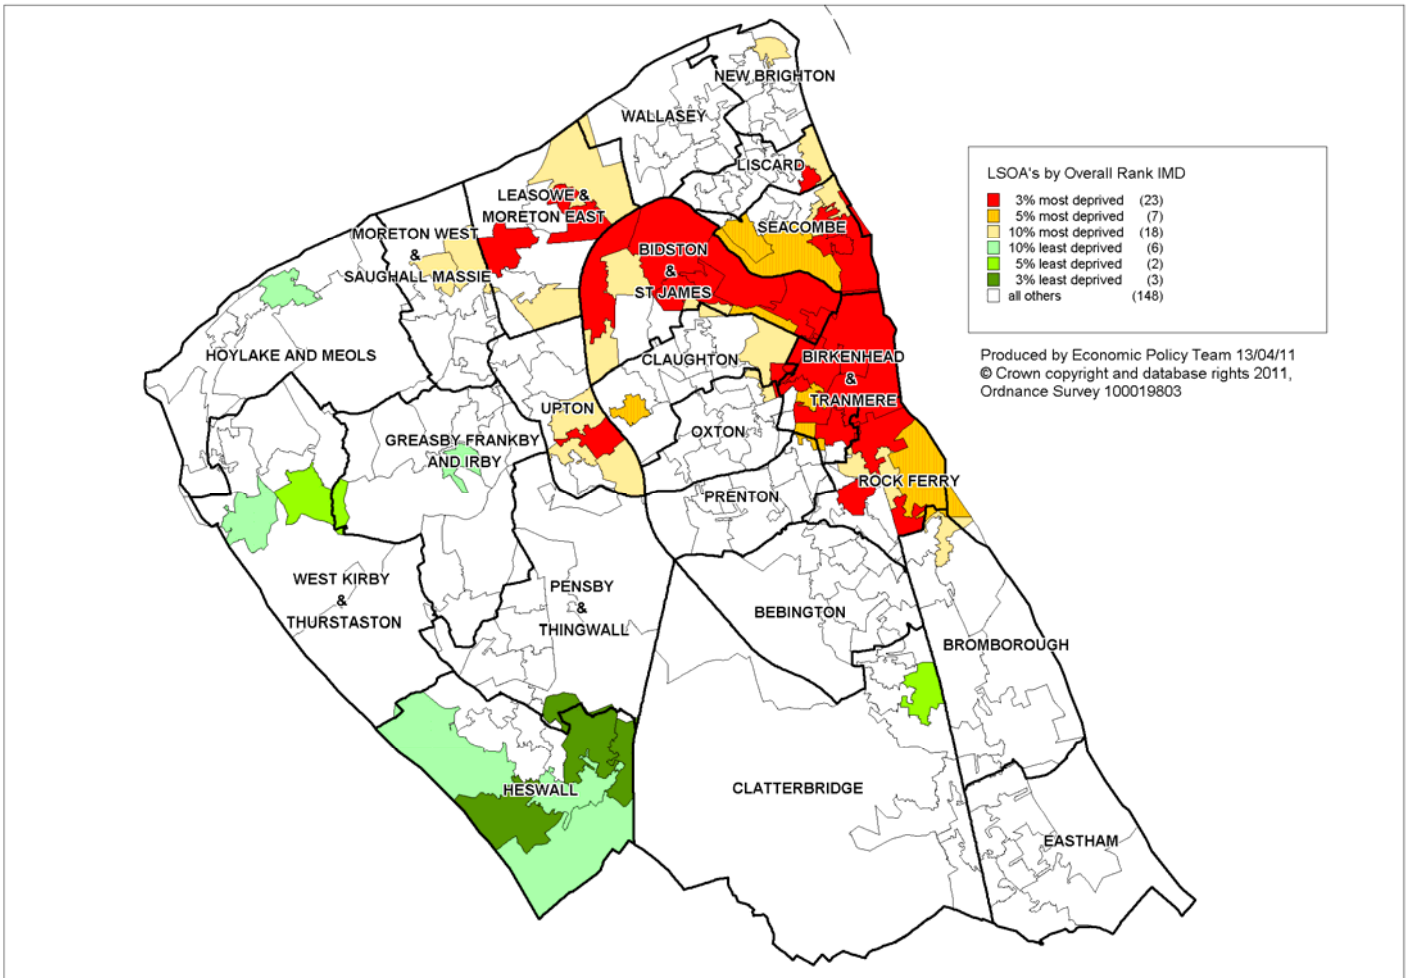 NEW BRIGHTON
WALLASEY
LISCARD
LEASOWE &
MORETON EAST
SEACOMBE
MORETON WEST
&
SAUGHALL MASSIE
BIDSTON
&
ST JAMES
HOYLAKE AND MEOLS
CLAUGHTON
BIRKENHEAD
&
TRANMERE
UPTON
OXTON
GREASBY FRANKBY
AND IRBY
ROCK FERRY
PRENTON
WEST KIRBY
&
THURSTASTON
PENSBY
&
THINGWALL
BEBINGTON
BROMBOROUGH
HESWALL
CLATTERBRIDGE
EASTHAM
LSOA's by Overall Rank IMD
3% most deprived (23)
5% most deprived (7)
10% most deprived (18)
10% least deprived (6)
5% least deprived (2)
3% least deprived (3)
all others (148)
Produced by Economic Policy Team 13/04/11
© Crown copyright and database rights 2011,
Ordnance Survey 100019803